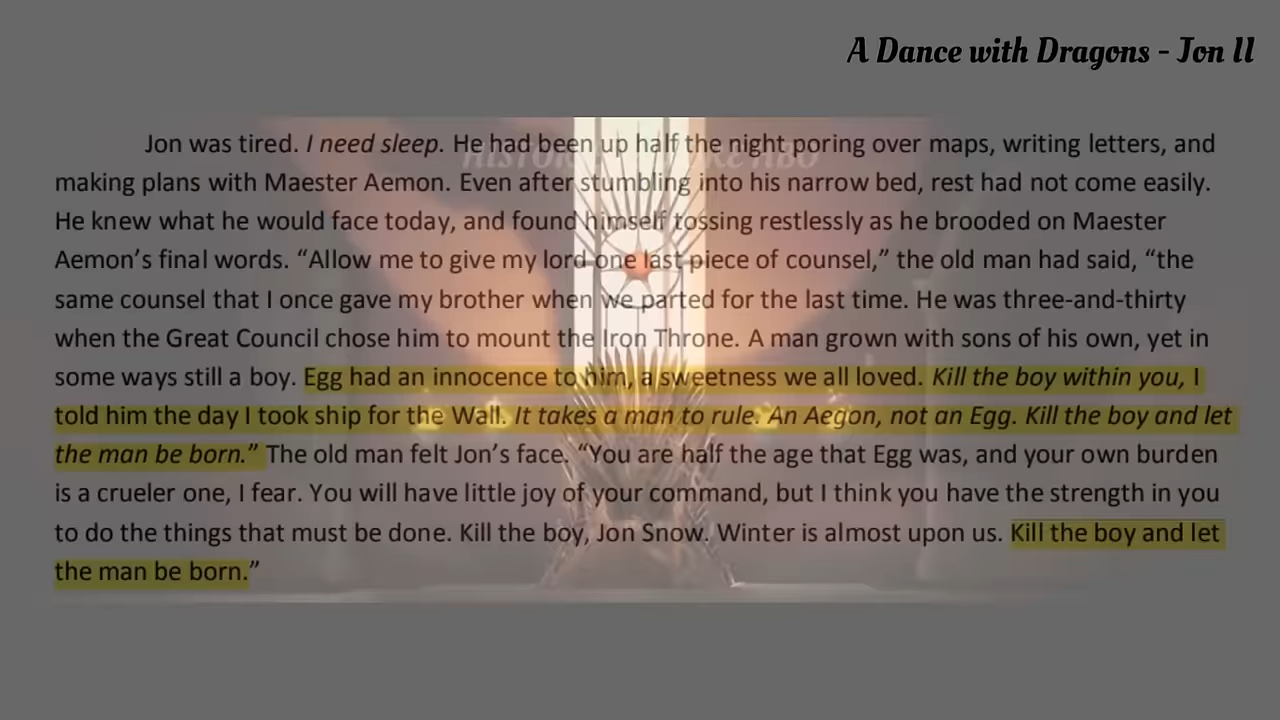 A Dance with Dragons - Jon II
Jon was tired. I need sleep. He had been up half the night poring over maps, writing letters, and
making plans with Maester Aemon. Even after stumbling into his narrow bed, rest had not come easily.
He knew what he would face today, and found himself tossing restlessly as he brooded on Maester
Aemon’s final words. “Allow me to give my lord one last piece of counsel,” the old man had said, “the
same counsel that I once gave my brother when we parted for the last time. He was three-and-thirty
when the Great Council chose him to mount the Iron Throne. A man grown with sons of his own, yet in
some ways still a boy. Egg had an innocence to him, a sweetness we all loved. Kill the boy within you, I
told him the day I took ship for the Wall. It takes a man to rule. An Aegon, not an Egg. Kill the boy and let
the man be born.” The old man felt Jon’s face. “You are half the age that Egg was, and your own burden
is a crueler one, I fear. You will have little joy of your command, but I think you have the strength in you
to do the things that must be done. Kill the boy, Jon Snow. Winter is almost upon us. Kill the boy and let
the man be born.”